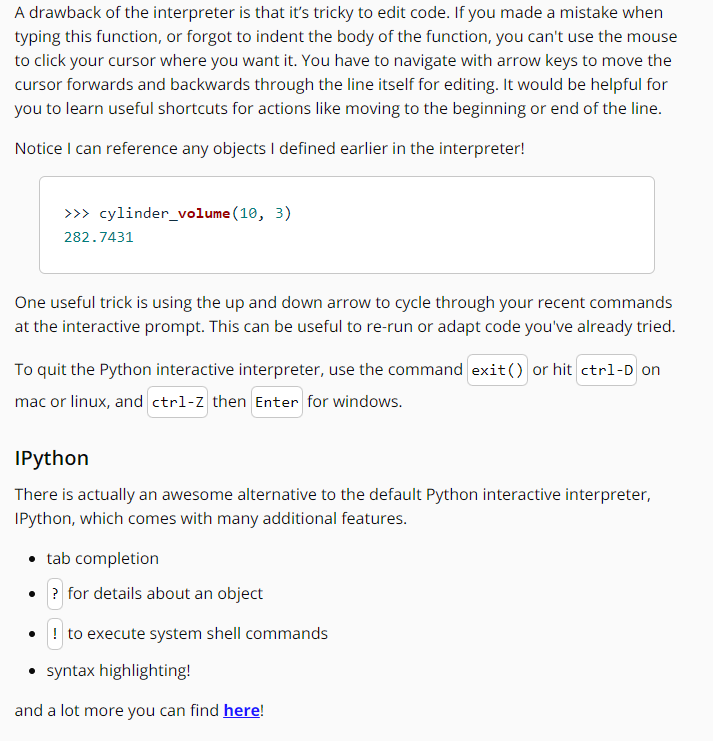 A drawback of the interpreter is that it’s tricky to edit code. If you made a mistake when
typing this function, or forgot to indent the body of the function, you can't use the mouse
to click your cursor where you want it. You have to navigate with arrow keys to move the
cursor forwards and backwards through the line itself for editing. It would be helpful for
you to learn useful shortcuts for actions like moving to the beginning or end of the line.
Notice I can reference any objects I defined earlier in the interpreter!
>>> cylinder_volume(10, 3)
282.7431
One useful trick is using the up and down arrow to cycle through your recent commands
at the interactive prompt. This can be useful to re-run or adapt code you've already tried.
To quit the Python interactive interpreter, use the command exit() or hit ctrl-D on
mac or linux, and ctrl-Z then Enter for windows.
IPython
There is actually an awesome alternative to the default Python interactive interpreter,
IPython, which comes with many additional features.
• tab completion
• ? for details about an object
• ! to execute system shell commands
• syntax highlighting!
and a lot more you can find here!